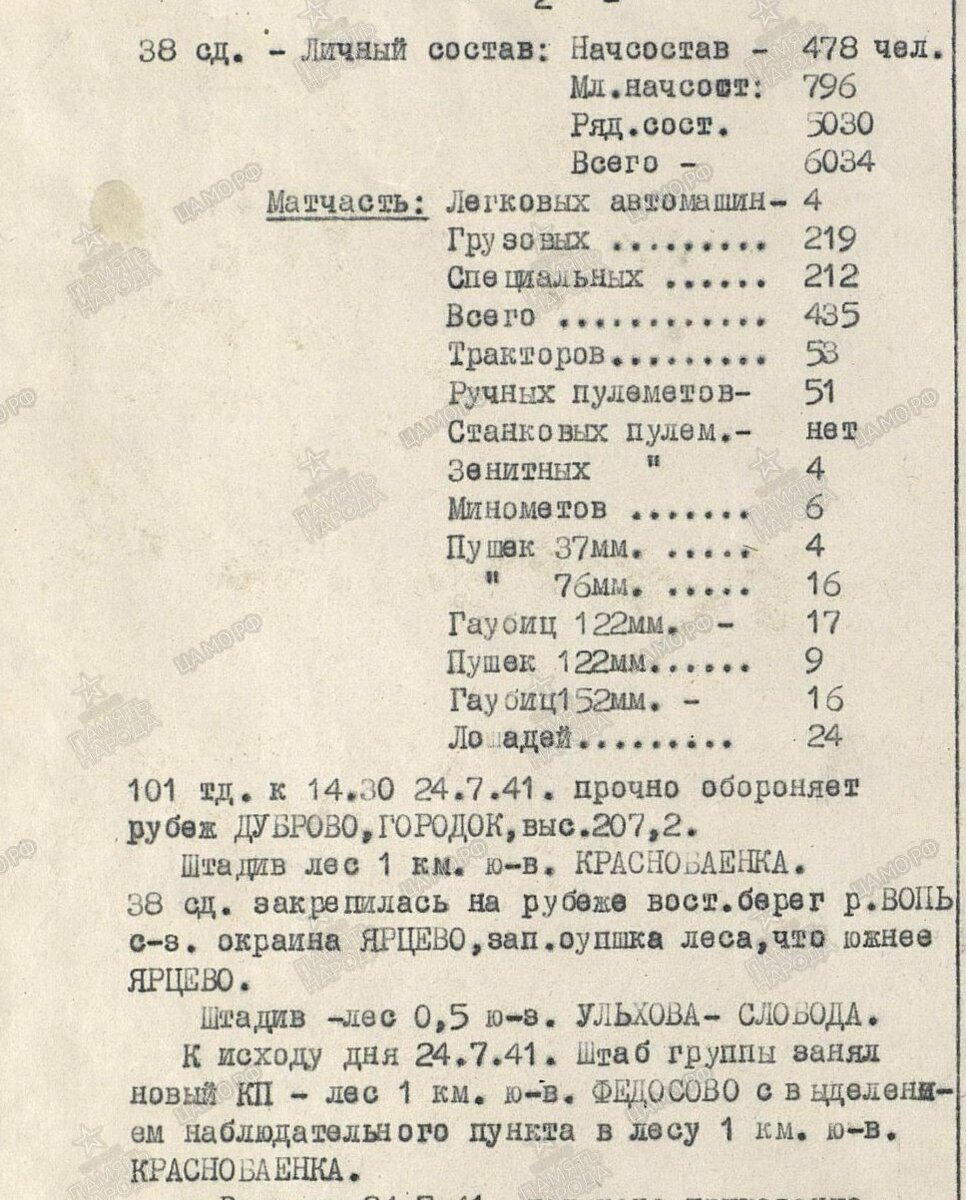 2 -
38 сд. - Личный состав: Начсостав - 478 чел.
Мл.начсост: 796
Ряд.сост. 5030
Всего - 6034
Матчасть: Легковых автомашин- 4
Грузовых ......... 219
Специальных ...... 212
Всего ............ 435
Тракторов......... 53
Ручных пулеметов- 51
Станковых пулем.- нет
Зенитных " 4
Минометов ....... 6
Пушек 37мм. ..... 4
" 76мм. ..... 16
Гаубиц 122мм. - 17
Пушек 122мм...... 9
Гаубиц152мм. - 16
Лошадей......... 24
101 тд. к 14.30 24.7.41. прочно обороняет
рубеж ДУБРОВО,ГОРОДОК,выс.207,2.
Штадив лес 1 км. ю-в. КРАСНОБАЕНКА.
38 сд. закрепилась на рубеже вост.берег р.ВОПЬ
с-з. окраина ЯРЦЕВО,зап.оупшка леса,что южнее
ЯРЦЕВО.
Штадив -лес 0,5 ю-з. УЛЬХОВА- СЛОБОДА.
К исходу дня 24.7.41. Штаб группы занял
новый КП - лес 1 км. ю-в. ФЕДОСОВО с выделени-
ем наблюдательного пункта в лесу 1 км. ю-в.
КРАСНОБАЕНКА.
24.7.41.